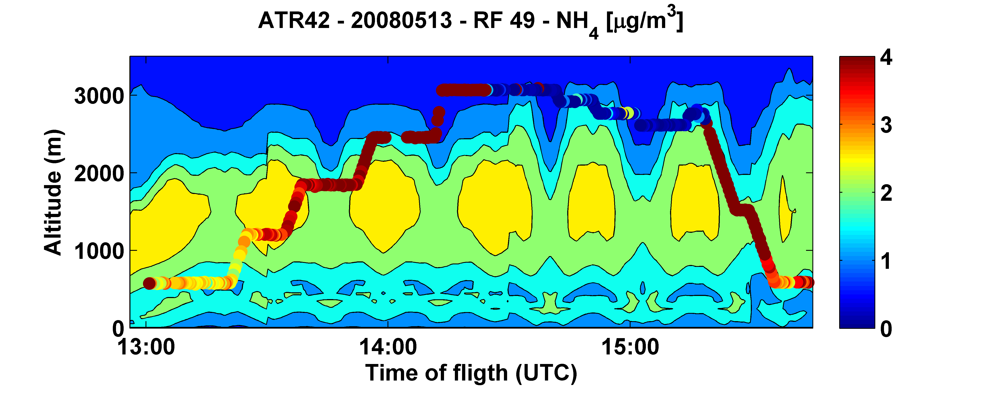 ATR42 - 20080513 - RF 49 - NH₄ [μg/m³]
Altitude (m)
3000
2000
1000
0
13:00 14:00 15:00
Time of fligth (UTC)
4
3
2
1
0